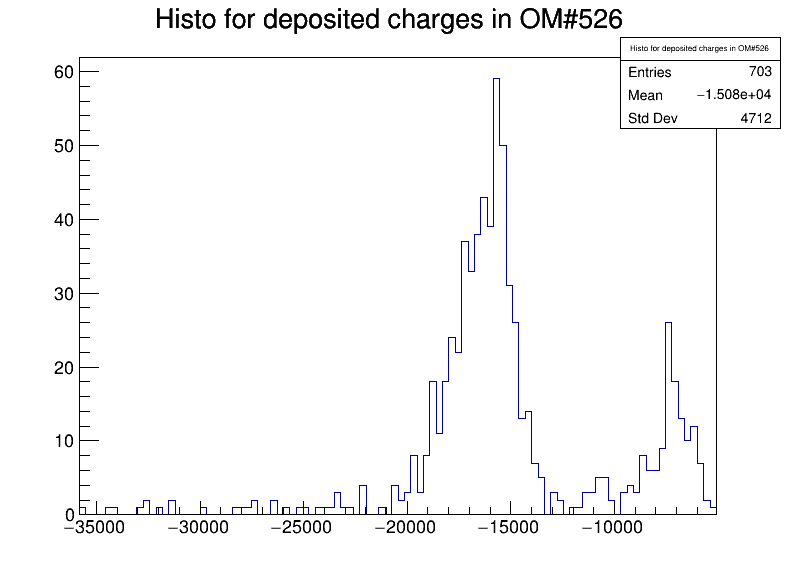 Histo for deposited charges in OM#526
Histo for deposited charges in OM#526
Entries 703
Mean −1.508e+04
Std Dev 4712
60
50
40
30
20
10
0
−35000 −30000 −25000 −20000 −15000 −10000